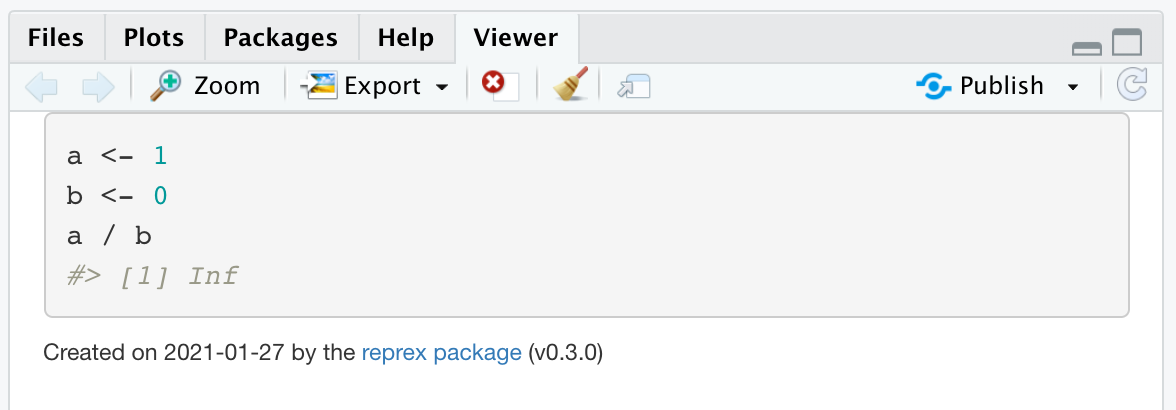 Files Plots Packages Help Viewer
Zoom Export Publish
a <- 1
b <- 0
a / b
#> [1] Inf
Created on 2021-01-27 by the reprex package (v0.3.0)